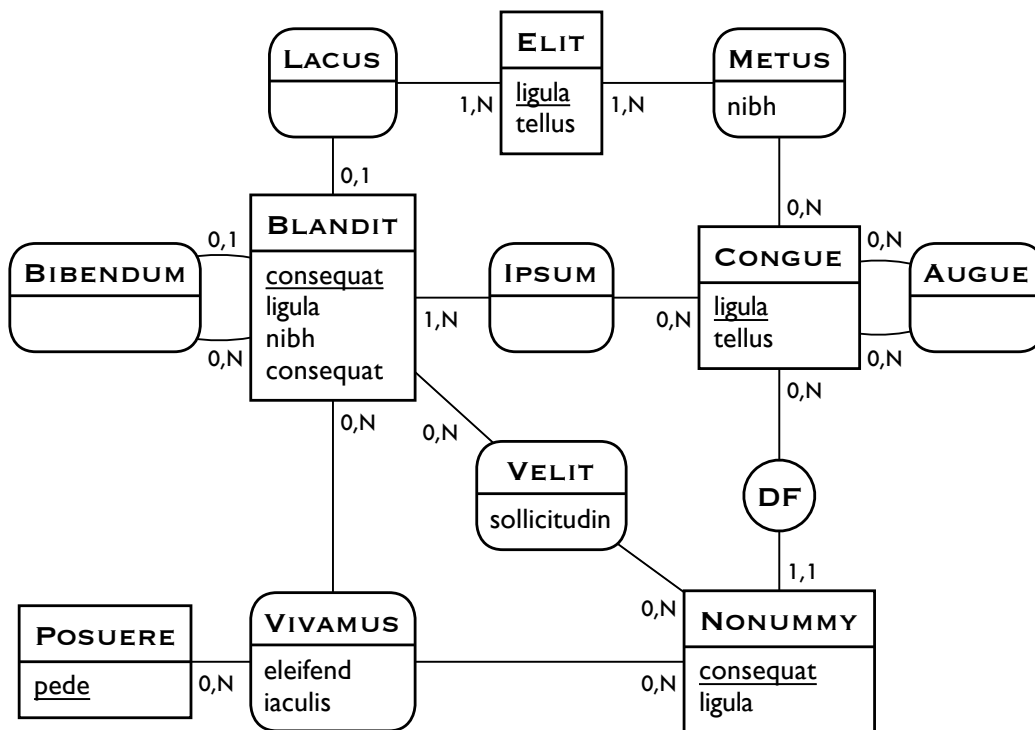 LACUS
ELIT
ligula
tellus
METUS
nibh
1,N
1,N
0,1
0,N
BIBENDUM
0,1
0,N
BLANDIT
consequat
ligula
nibh
consequat
1,N
IPSUM
0,N
CONGUE
ligula
tellus
0,N
0,N
AUGUE
0,N
0,N
0,N
VELIT
sollicitudin
DF
1,1
0,N
POSUERE
pede
0,N
VIVAMUS
eleifend
iaculis
0,N
NONUMMY
consequat
ligula